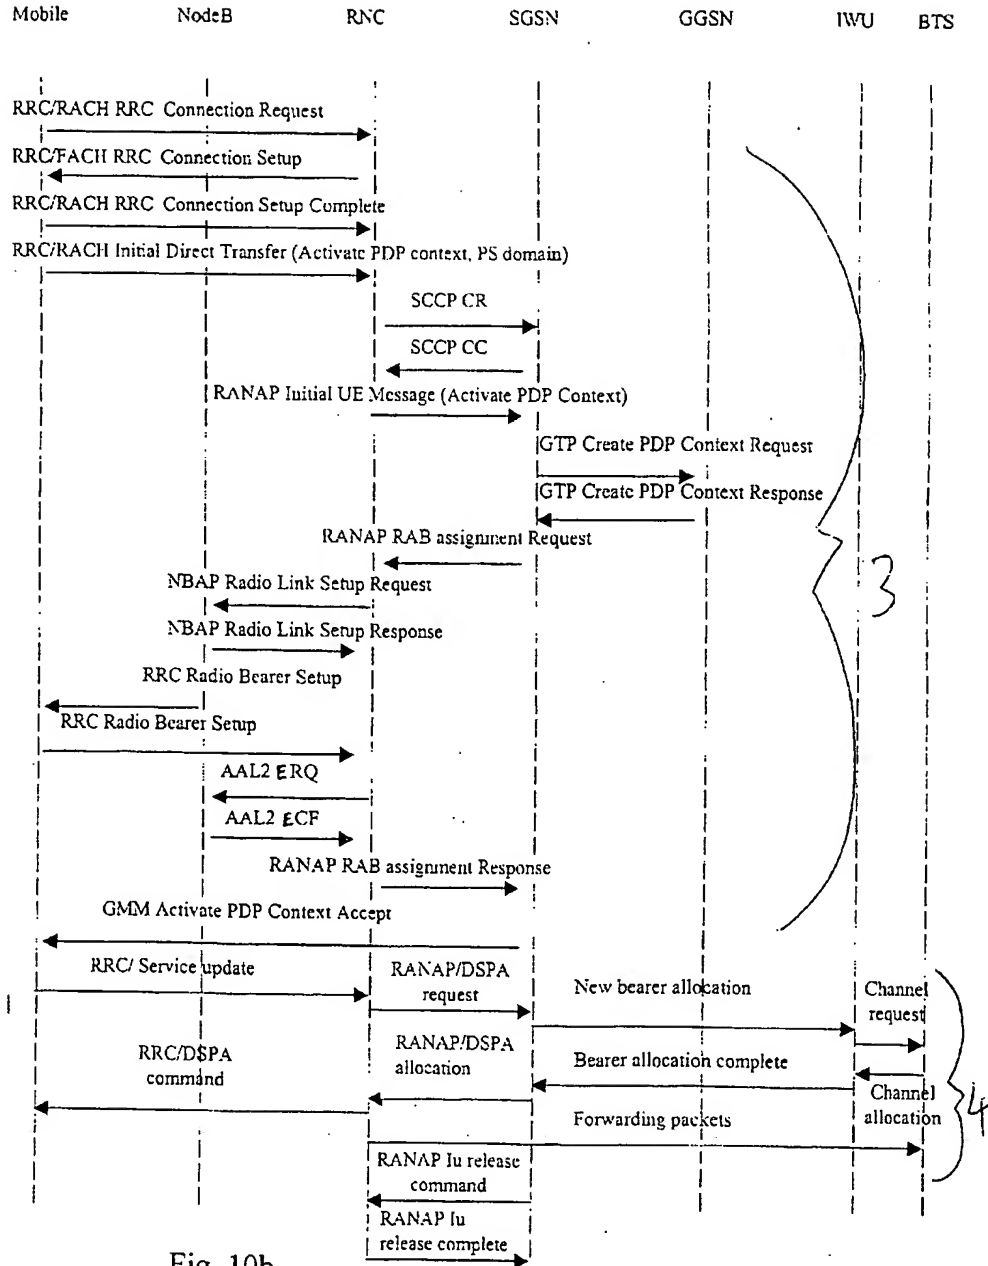 Mobile NodeB RNC SGSN GGSN IWU BTS
RRC/RACH RRC Connection Request
RRC/FACH RRC Connection Setup
RRC/RACH RRC Connection Setup Complete
RRC/RACH Initial Direct Transfer (Activate PDP context, PS domain)
SCCP CR
SCCP CC
RANAP Initial UE Message (Activate PDP Context)
GTP Create PDP Context Request
GTP Create PDP Context Response
RANAP RAB assignment Request
NBAP Radio Link Setup Request
3
NBAP Radio Link Setup Response
RRC Radio Bearer Setup
RRC Radio Bearer Setup
AAL2 ERQ
AAL2 ECF
RANAP RAB assignment Response
GMM Activate PDP Context Accept
RRC/ Service update
RANAP/DSPA
request
New bearer allocation
Channel
request
RRC/DSPA
command
RANAP/DSPA
allocation
Bearer allocation complete
Channel
allocation
4
Forwarding packets
RANAP Iu release
command
RANAP Iu
release complete
Fig. 10b